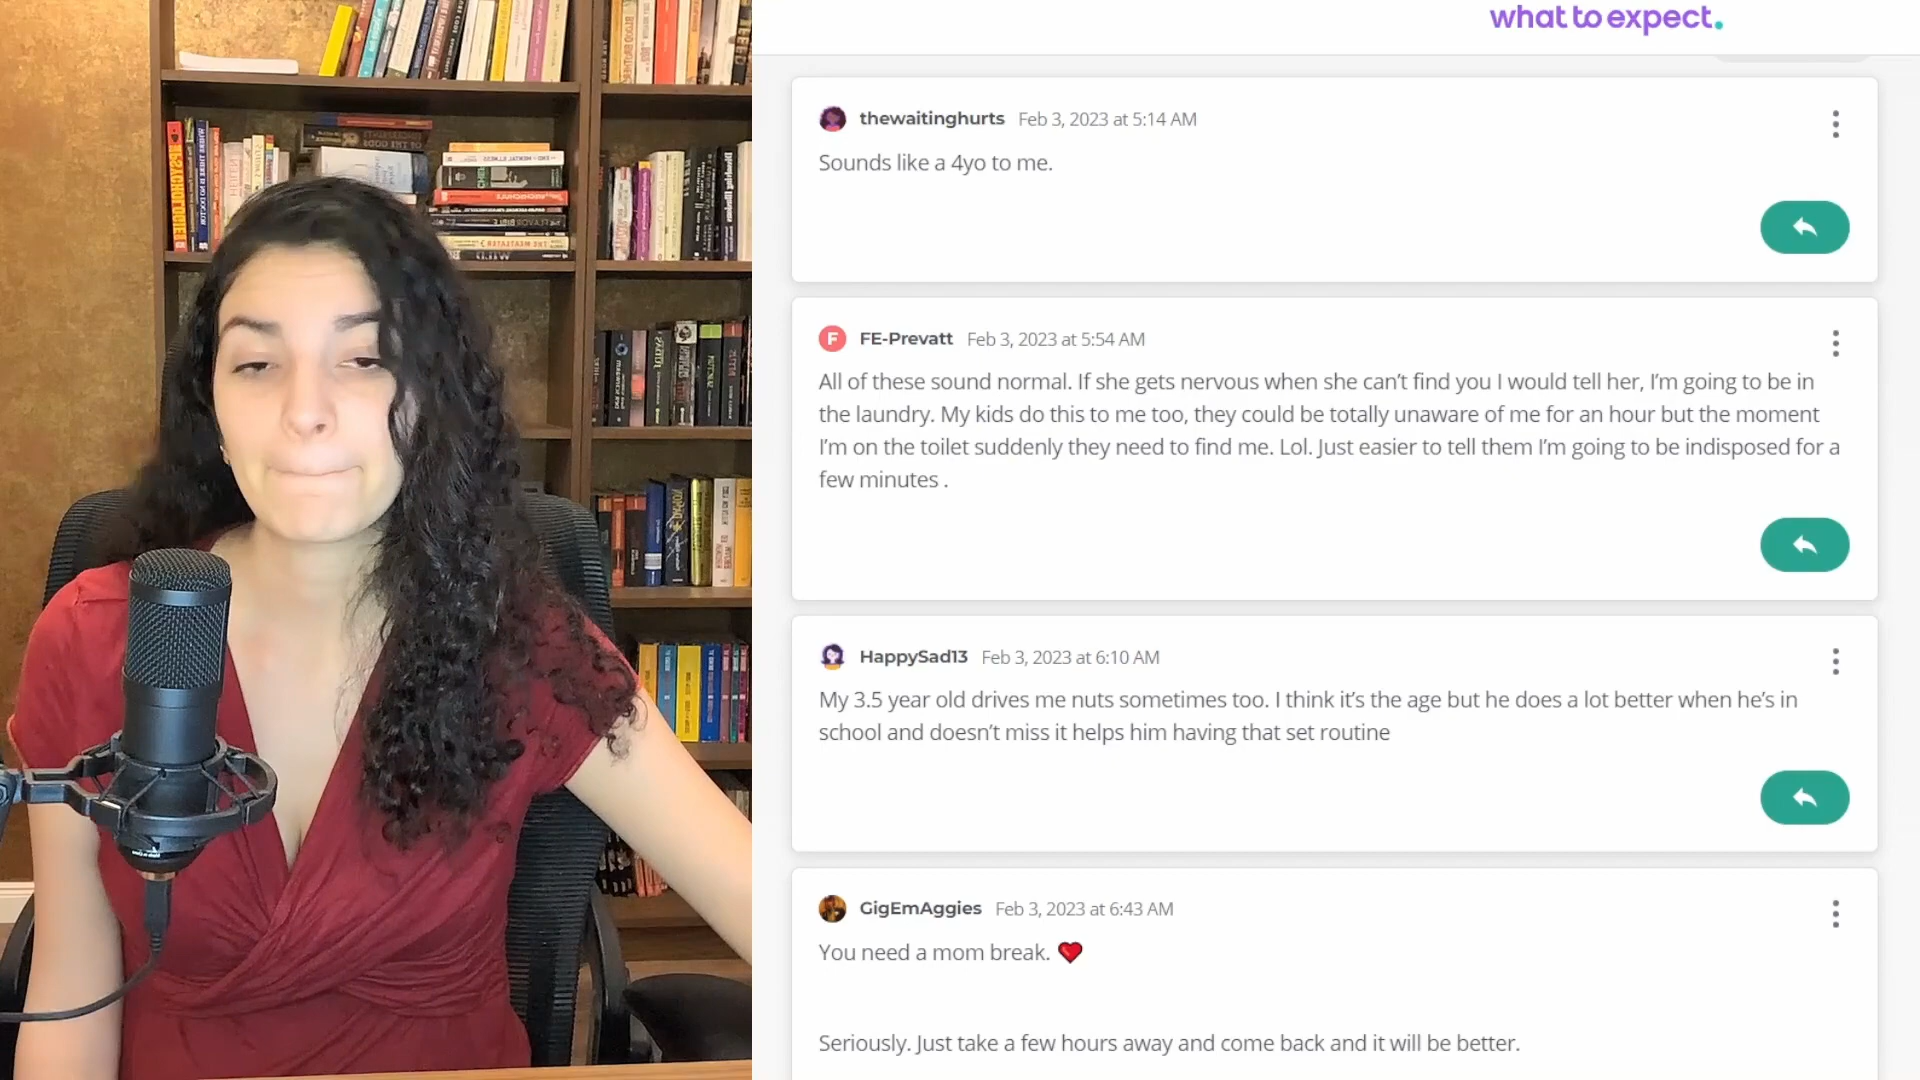 what to expect.
thewaitinghurts Feb 3, 2023 at 5:14 AM
Sounds like a 4yo to me.
F FE-Prevatt Feb 3, 2023 at 5:54 AM
All of these sound normal. If she gets nervous when she can’t find you I would tell her, I’m going to be in
the laundry. My kids do this to me too, they could be totally unaware of me for an hour but the moment
I’m on the toilet suddenly they need to find me. Lol. Just easier to tell them I’m going to be indisposed for a
few minutes .
HappySad13 Feb 3, 2023 at 6:10 AM
My 3.5 year old drives me nuts sometimes too. I think it’s the age but he does a lot better when he’s in
school and doesn’t miss it helps him having that set routine
GigEmAggies Feb 3, 2023 at 6:43 AM
You need a mom break. ❤️
Seriously. Just take a few hours away and come back and it will be better.